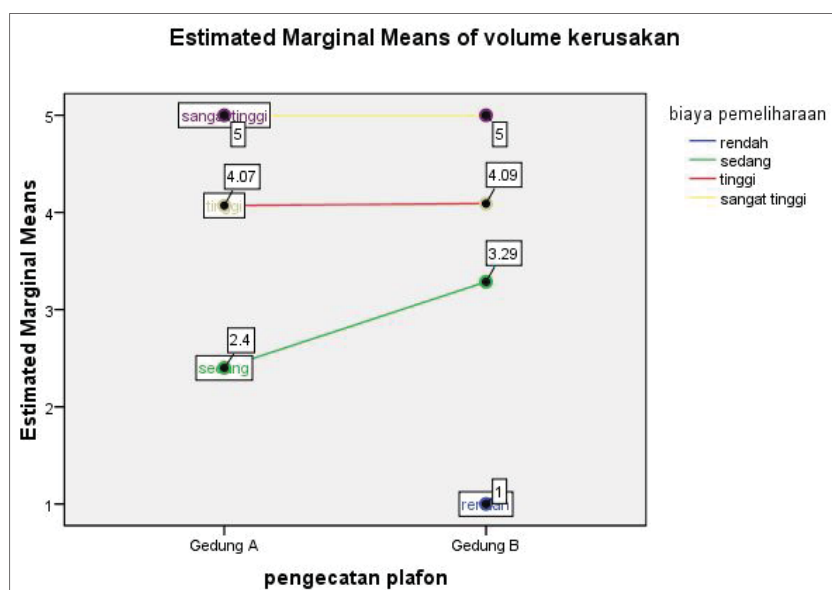 Estimated Marginal Means of volume kerusakan
Estimated Marginal Means
5
4
3
2
1
sangat tinggi
5
5
4.07
tinggi
4.09
3.29
2.4
sedang
1
rendah
Gedung A
Gedung B
pengecatan plafon
biaya pemeliharaan
rendah
sedang
tinggi
sangat tinggi